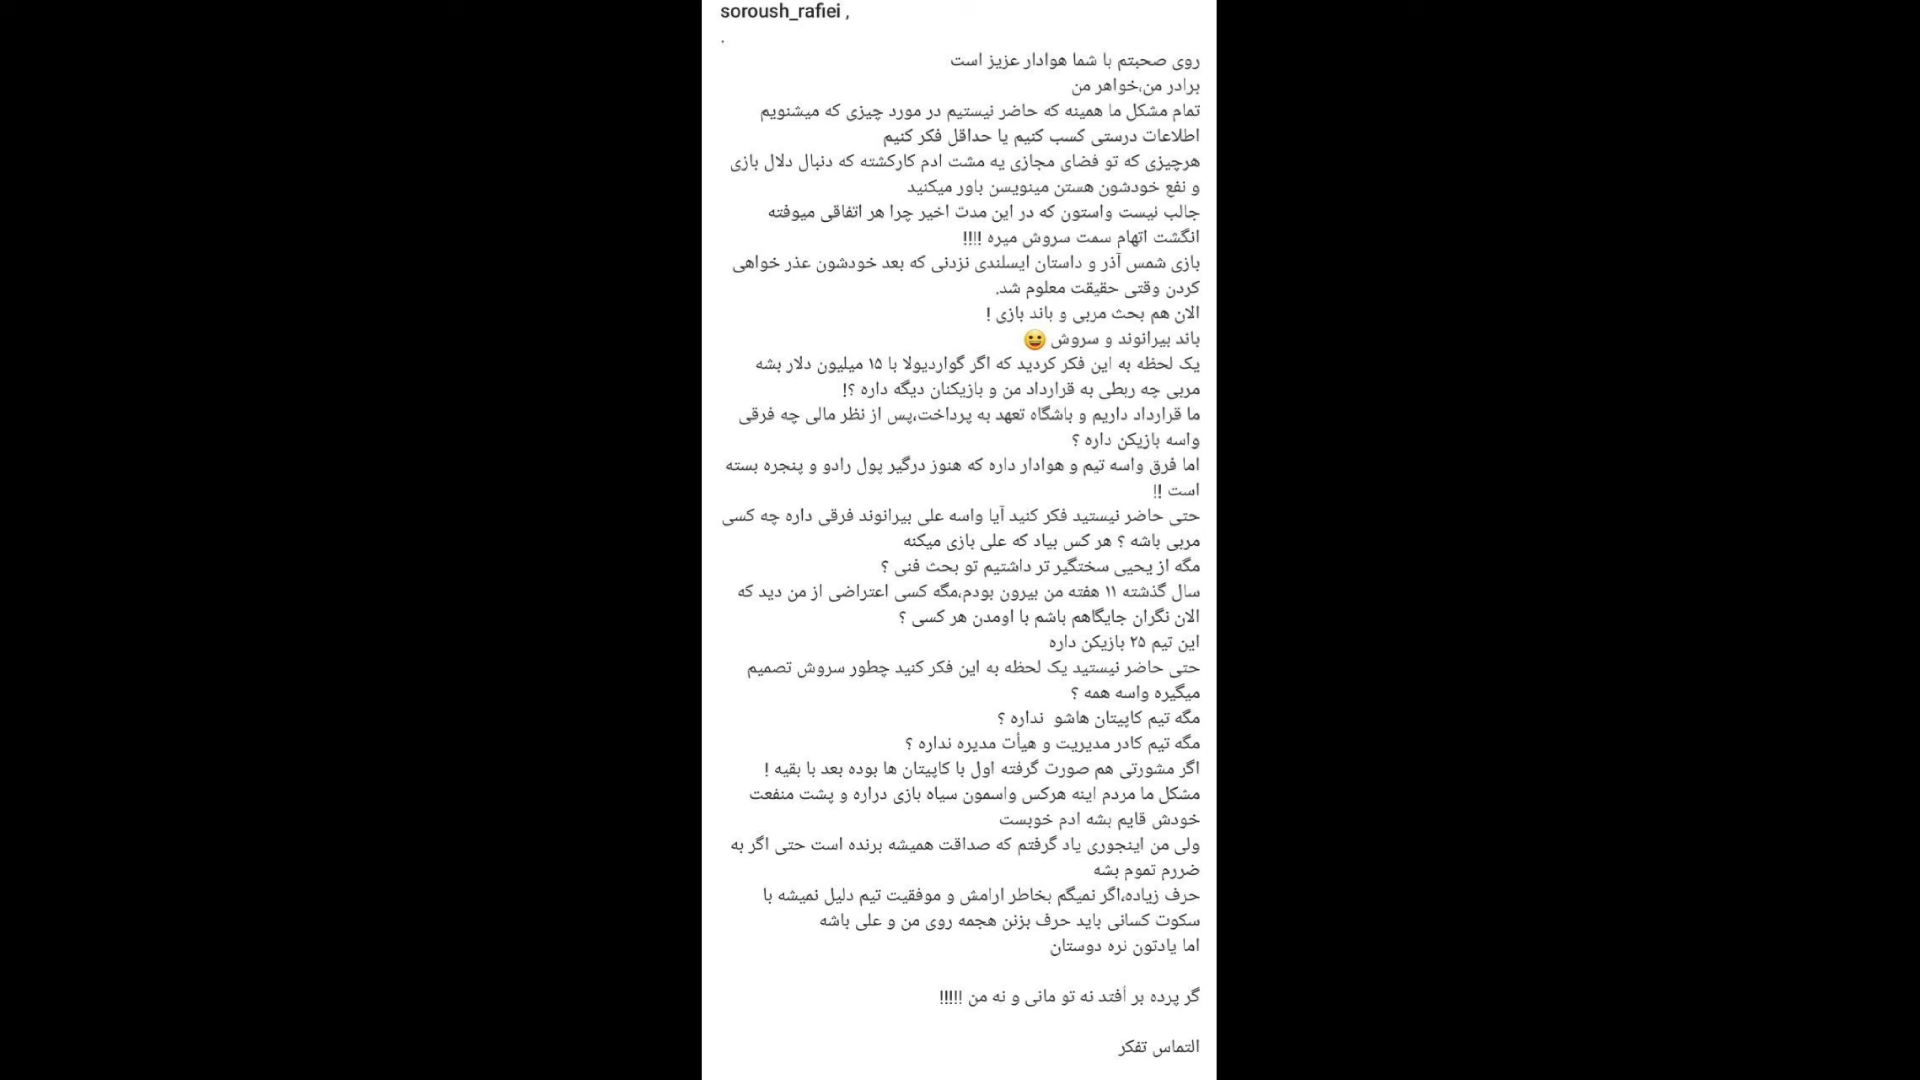 soroush_rafiei ,
.
روی صحبتم با شما هوادار عزیز است
برادر من،خواهر من
تمام مشکل ما همینه که حاضر نیستیم در مورد چیزی که میشنویم
اطلاعات درستی کسب کنیم یا حداقل فکر کنیم
هرچیزی که تو فضای مجازی یه مشت ادم کارکشته که دنبال دلال بازی
و نفع خودشون هستن مینویسن باور میکنید
جالب نیست واستون که در این مدت اخیر چرا هر اتفاقی میوفته
انگشت اتهام سمت سروش میره !!!!
بازی شمس آذر و داستان ایسلندی نزدنی که بعد خودشون عذر خواهی
کردن وقتی حقیقت معلوم شد.
الان هم بحث مربی و باند بازی !
باند بیرانوند و سروش 😀
یک لحظه به این فکر کردید که اگر گواردیولا با ۱۵ میلیون دلار بشه
مربی چه ربطی به قرارداد من و بازیکنان دیگه داره ؟!
ما قرارداد داریم و باشگاه تعهد به پرداخت،پس از نظر مالی چه فرقی
واسه بازیکن داره ؟
اما فرق واسه تیم و هوادار داره که هنوز درگیر پول رادو و پنجره بسته
است !!
حتی حاضر نیستید فکر کنید آیا واسه علی بیرانوند فرقی داره چه کسی
مربی باشه ؟ هر کس بیاد که علی بازی میکنه
مگه از یحیی سختگیر تر داشتیم تو بحث فنی ؟
سال گذشته ۱۱ هفته من بیرون بودم،مگه کسی اعتراضی از من دید که
الان نگران جایگاهم باشم با اومدن هر کسی ؟
این تیم ۲۵ بازیکن داره
حتی حاضر نیستید یک لحظه به این فکر کنید چطور سروش تصمیم
میگیره واسه همه ؟
مگه تیم کاپیتان هاشو نداره ؟
مگه تیم کادر مدیریت و هیأت مدیره نداره ؟
اگر مشورتی هم صورت گرفته اول با کاپیتان ها بوده بعد با بقیه !
مشکل ما مردم اینه هرکس واسمون سیاه بازی دراره و پشت منفعت
خودش قایم بشه ادم خوبست
ولی من اینجوری یاد گرفتم که صداقت همیشه برنده است حتی اگر به
ضررم تموم بشه
حرف زیاده،اگر نمیگم بخاطر ارامش و موفقیت تیم دلیل نمیشه با
سکوت کسانی باید حرف بزنن هجمه روی من و علی باشه
اما یادتون نره دوستان
گر پرده بر أفتد نه تو مانی و نه من !!!!!
التماس تفکر